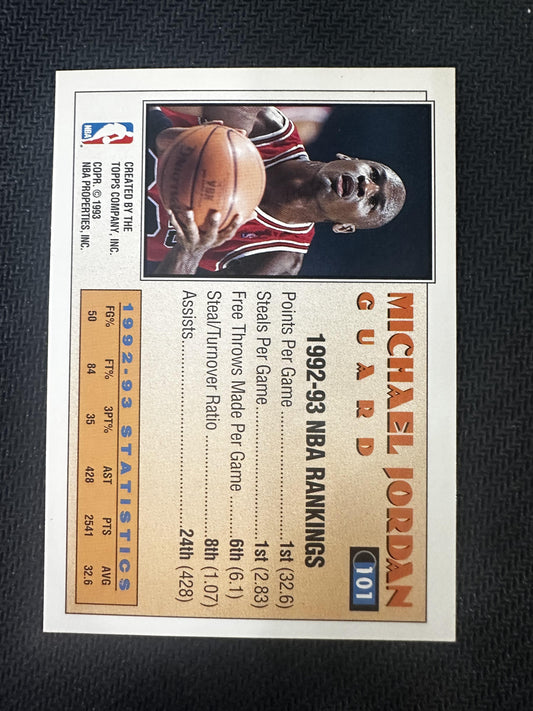 MICHAEL JORDAN
GUARD
101
1992-93 NBA RANKINGS
Points Per Game ................ 1st (32.6)
Steals Per Game ................ 1st (2.83)
Free Throws Made Per Game .... 6th (6.1)
Steal/Turnover Ratio ............ 8th (1.07)
Assists .......................... 24th (428)
NBA
CREATED BY THE
TOPPS COMPANY, INC.
COPR. © 1993
NBA PROPERTIES, INC.
1992-93 STATISTICS
FG% FT% 3PT% AST PTS AVG
50 84 35 428 2541 32.6